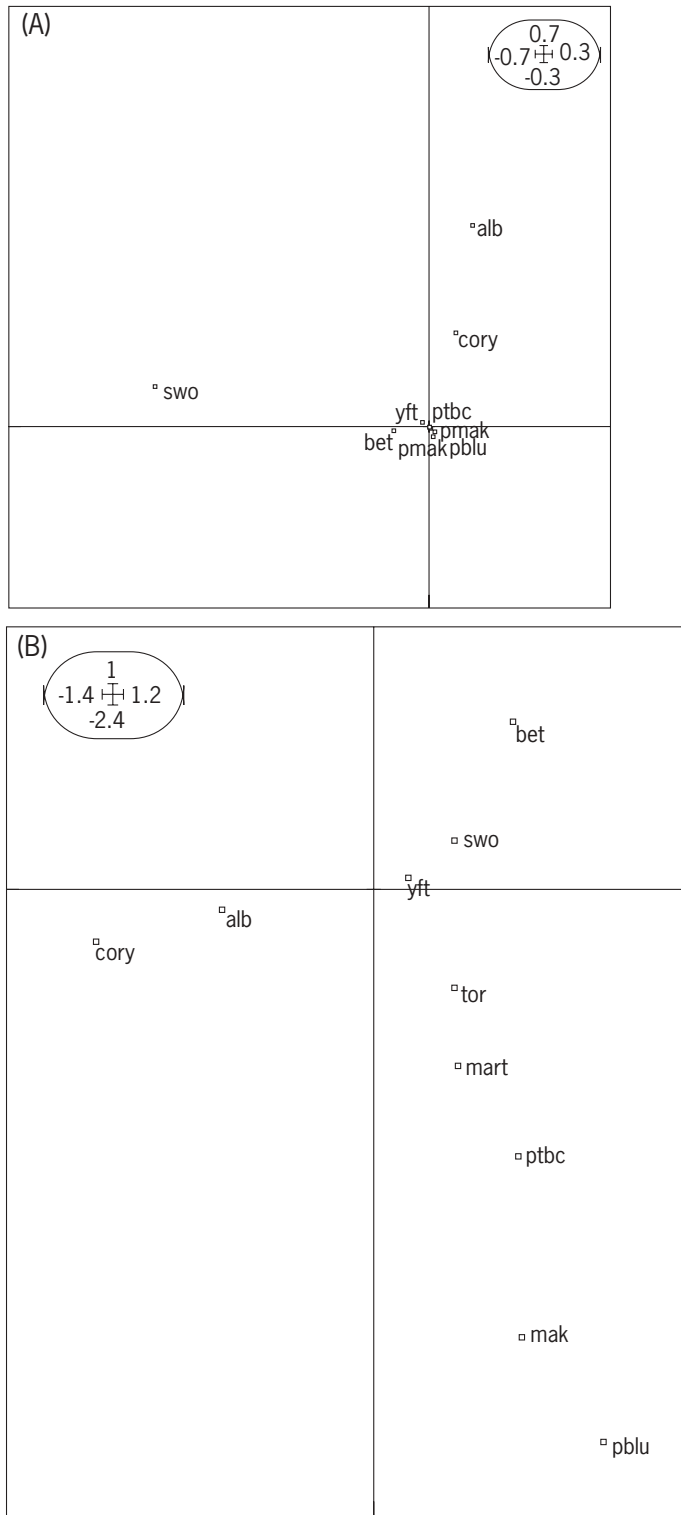 (A)
0.7
-0.7 0.3
-0.3
alb
cory
swo
yft ptbc
pmak
bet pmak pblu
(B)
1
-1.4 1.2
-2.4
bet
swo
yft
alb
cory
tor
mart
ptbc
mak
pblu